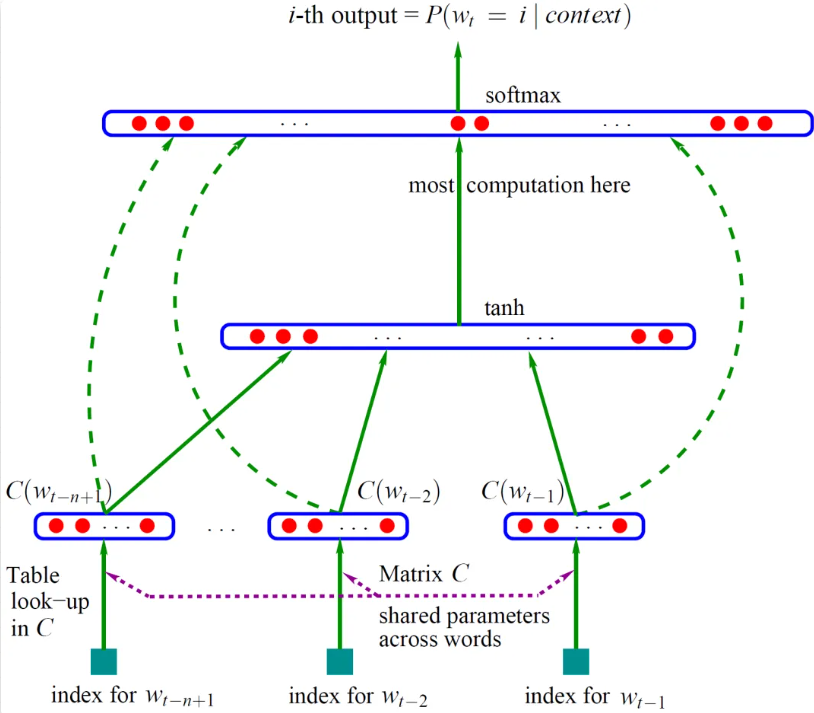 i-th output = P(w_t = i | context)
softmax
. . .
. . .
most computation here
tanh
. . .
. . .
C(w_{t−n+1})
C(w_{t−2})
C(w_{t−1})
. . .
. . .
. . .
. . .
Table
look−up
in C
Matrix C
shared parameters
across words
index for w_{t−n+1}
index for w_{t−2}
index for w_{t−1}